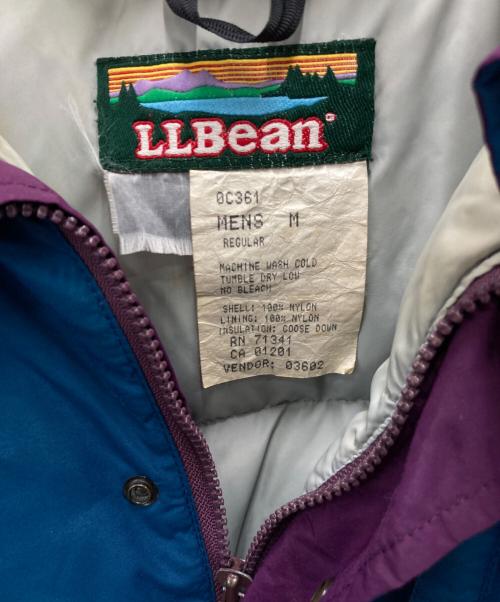 LLBean
0C361
MENS M
REGULAR
MACHINE WASH COLD
TUMBLE DRY LOW
NO BLEACH
SHELL: 100% NYLON
LINING: 100% NYLON
INSULATION: GOOSE DOWN
RN 71341
CA 01201
VENDOR: 03602